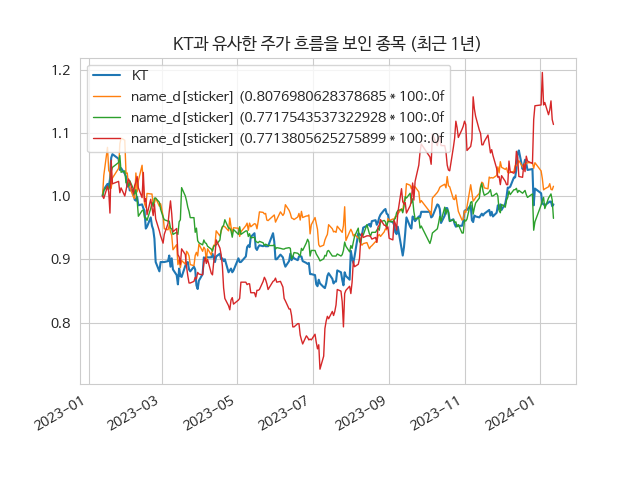 KT과 유사한 주가 흐름을 보인 종목 (최근 1년)
1.2
KT
name_d[sticker] (0.8076980628378685 * 100:.0f
name_d[sticker] (0.7717543537322928 * 100:.0f
name_d[sticker] (0.7713805625275899 * 100:.0f
1.1
1.0
0.9
0.8
2023-01
2023-03
2023-05
2023-07
2023-09
2023-11
2024-01